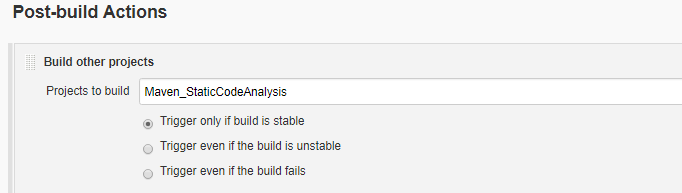 Post-build Actions
Build other projects
Projects to build Maven_StaticCodeAnalysis
Trigger only if build is stable
Trigger even if the build is unstable
Trigger even if the build fails